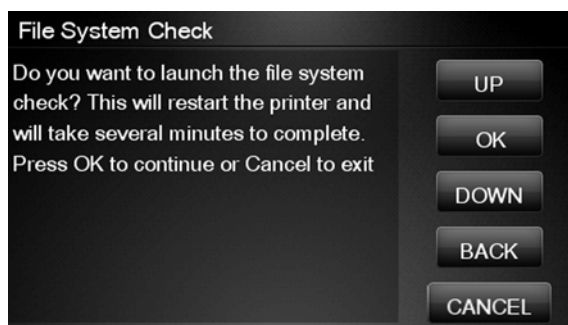 File System Check
Do you want to launch the file system
check? This will restart the printer and
will take several minutes to complete.
Press OK to continue or Cancel to exit
UP
OK
DOWN
BACK
CANCEL